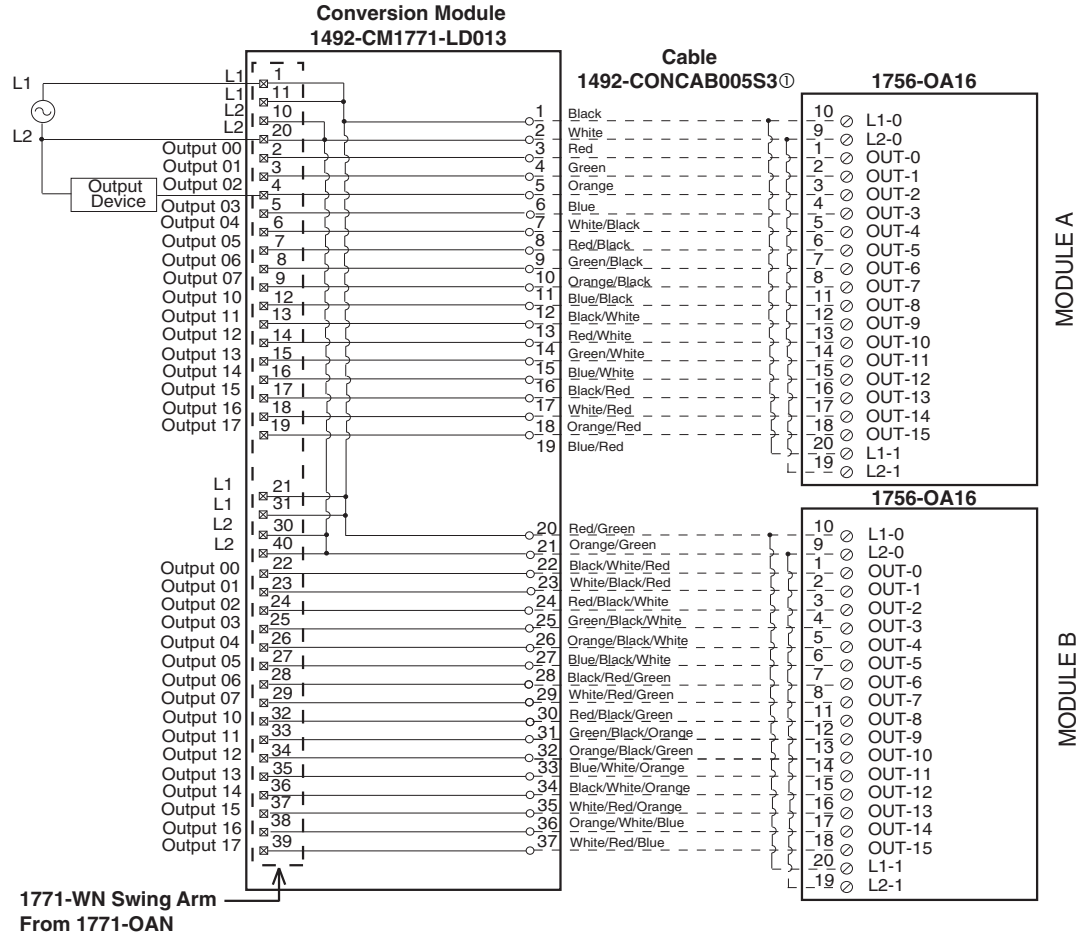 Conversion Module
1492-CM1771-LD013
Cable
1492-CONCAB005S3①
1756-OA16
L1
L2
Output
Device
L1 1
L1 11
L2 10
L2 20
Output 00 2
Output 01 3
Output 02 4
Output 03 5
Output 04 6
Output 05 7
Output 06 8
Output 07 9
Output 10 12
Output 11 13
Output 12 14
Output 13 15
Output 14 16
Output 15 17
Output 16 18
Output 17 19
1 Black 10 L1-0
2 White 9 L2-0
3 Red 1 OUT-0
4 Green 2 OUT-1
5 Orange 3 OUT-2
6 Blue 4 OUT-3
7 White/Black 5 OUT-4
8 Red/Black 6 OUT-5
9 Green/Black 7 OUT-6
10 Orange/Black 8 OUT-7
11 Blue/Black 11 OUT-8
12 Black/White 12 OUT-9
13 Red/White 13 OUT-10
14 Green/White 14 OUT-11
15 Blue/White 15 OUT-12
16 Black/Red 16 OUT-13
17 White/Red 17 OUT-14
18 Orange/Red 18 OUT-15
19 Blue/Red 20 L1-1
19 L2-1
MODULE A
1756-OA16
L1 21
L1 31
L2 30
L2 40
Output 00 22
Output 01 23
Output 02 24
Output 03 25
Output 04 26
Output 05 27
Output 06 28
Output 07 29
Output 10 32
Output 11 33
Output 12 34
Output 13 35
Output 14 36
Output 15 37
Output 16 38
Output 17 39
20 Red/Green 10 L1-0
21 Orange/Green 9 L2-0
22 Black/White/Red 1 OUT-0
23 White/Black/Red 2 OUT-1
24 Red/Black/White 3 OUT-2
25 Green/Black/White 4 OUT-3
26 Orange/Black/White 5 OUT-4
27 Blue/Black/White 6 OUT-5
28 Black/Red/Green 7 OUT-6
29 White/Red/Green 8 OUT-7
30 Red/Black/Green 11 OUT-8
31 Green/Black/Orange 12 OUT-9
32 Orange/Black/Green 13 OUT-10
33 Blue/White/Orange 14 OUT-11
34 Black/White/Orange 15 OUT-12
35 White/Red/Orange 16 OUT-13
36 Orange/White/Blue 17 OUT-14
37 White/Red/Blue 18 OUT-15
20 L1-1
19 L2-1
MODULE B
1771-WN Swing Arm
From 1771-OAN